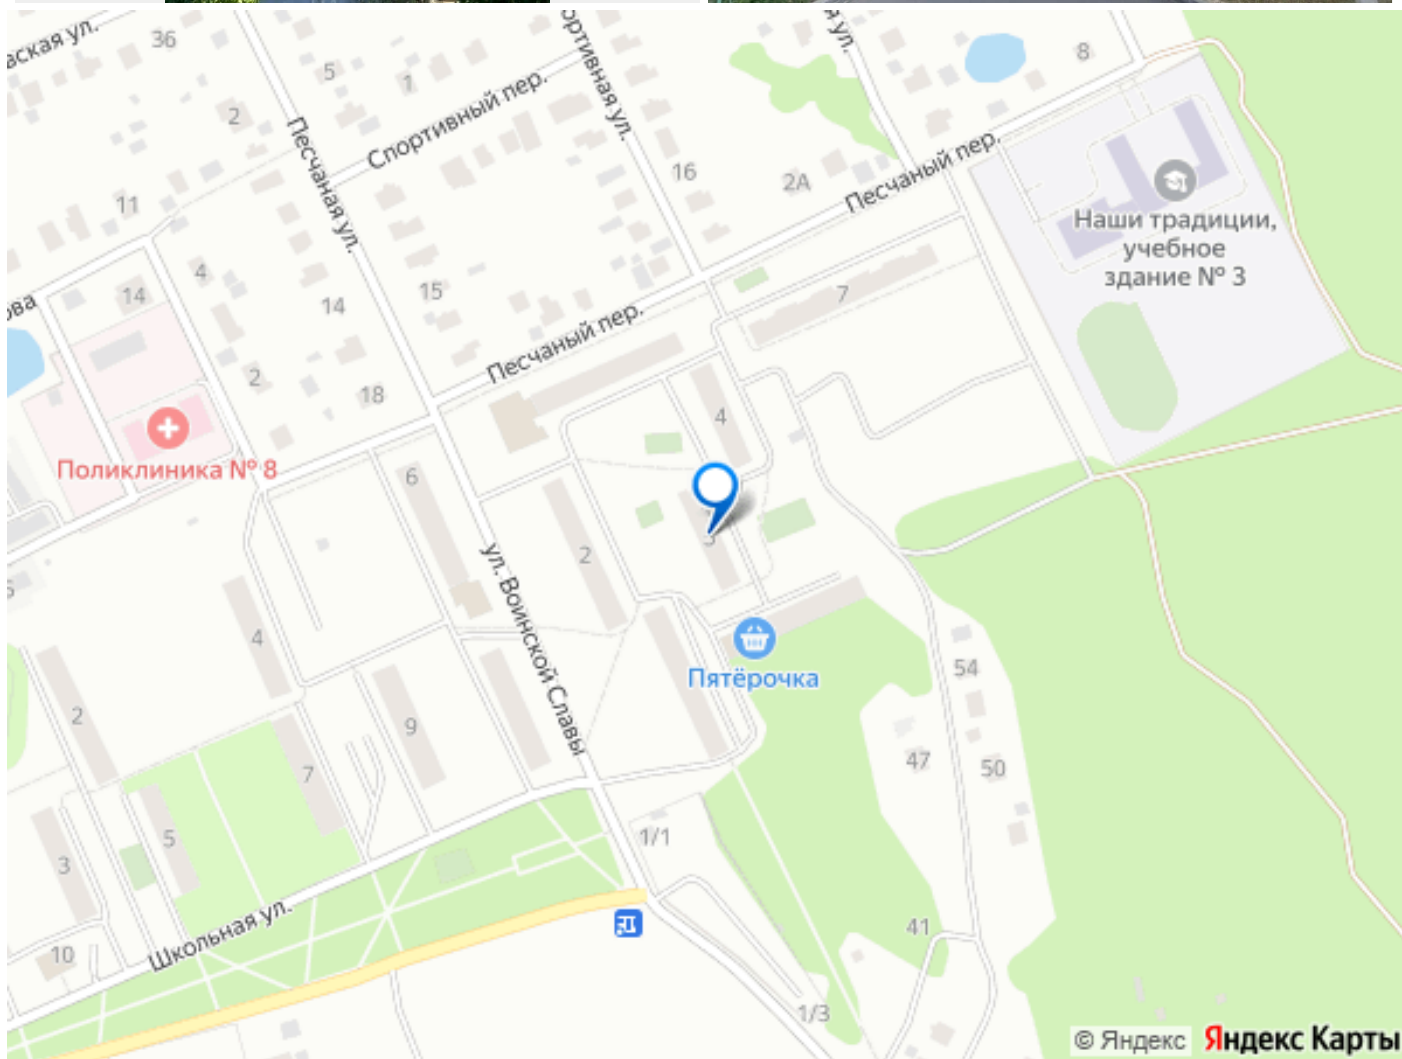 вская ул.
36
5
1
2
Спортивный пер.
ортивная ул.
я ул.
8
Песчаная ул.
11
16
2А
Песчаный пер.
Наши традиции,
учебное
здание № 3
4
14
14
15
7
ова
Песчаный пер.
2
18
4
Поликлиника № 8
6
2
3
ул. Воинской Славы
4
Пятёрочка
54
2
9
7
47
50
5
3
1/1
Школьная ул.
10
41
1/3
© Яндекс Яндекс Карты